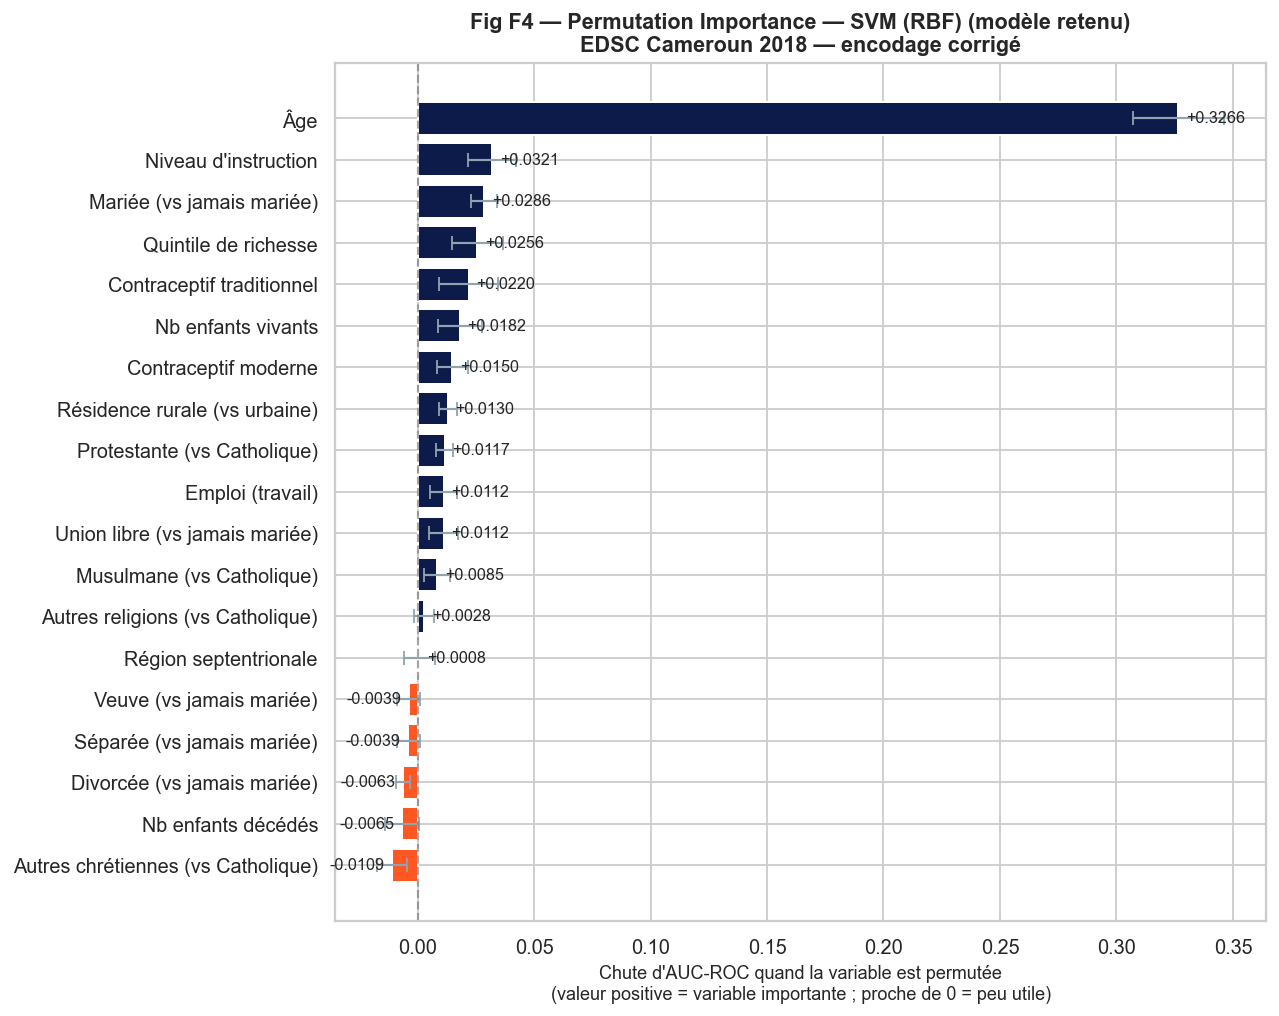 Fig F4 — Permutation Importance — SVM (RBF) (modèle retenu)
EDSC Cameroun 2018 — encodage corrigé
Âge +0.3266
Niveau d'instruction +0.0321
Mariée (vs jamais mariée) +0.0286
Quintile de richesse +0.0256
Contraceptif traditionnel +0.0220
Nb enfants vivants +0.0182
Contraceptif moderne +0.0150
Résidence rurale (vs urbaine) +0.0130
Protestante (vs Catholique) +0.0117
Emploi (travail) +0.0112
Union libre (vs jamais mariée) +0.0112
Musulmane (vs Catholique) +0.0085
Autres religions (vs Catholique) +0.0028
Région septentrionale +0.0008
Veuve (vs jamais mariée) -0.0039
Séparée (vs jamais mariée) -0.0039
Divorcée (vs jamais mariée) -0.0063
Nb enfants décédés -0.0065
Autres chrétiennes (vs Catholique) -0.0109
0.00 0.05 0.10 0.15 0.20 0.25 0.30 0.35
Chute d'AUC-ROC quand la variable est permutée
(valeur positive = variable importante ; proche de 0 = peu utile)